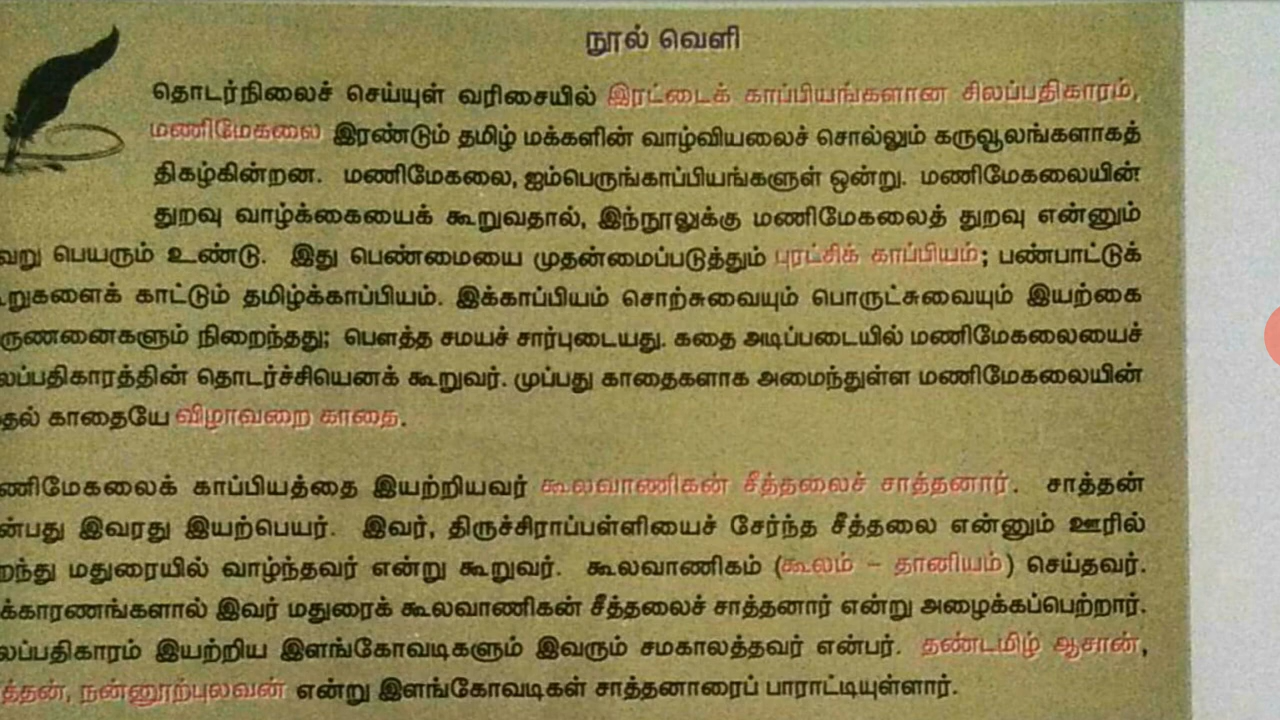 நூல் வெளி
தொடர்நிலைச் செய்யுள் வரிசையில் இரட்டைக் காப்பியங்களான சிலப்பதிகாரம்,
மணிமேகலை இரண்டும் தமிழ் மக்களின் வாழ்வியலைச் சொல்லும் கருவூலங்களாகத்
திகழ்கின்றன. மணிமேகலை, ஐம்பெருங்காப்பியங்களுள் ஒன்று. மணிமேகலையின்
துறவு வாழ்க்கையைக் கூறுவதால், இந்நூலுக்கு மணிமேகலைத் துறவு என்னும்
வறு பெயரும் உண்டு. இது பெண்மையை முதன்மைப்படுத்தும் புரட்சிக் காப்பியம்; பண்பாட்டுக்
றுகளைக் காட்டும் தமிழ்க்காப்பியம். இக்காப்பியம் சொற்சுவையும் பொருட்சுவையும் இயற்கை
ருணனைகளும் நிறைந்தது; பௌத்த சமயச் சார்புடையது. கதை அடிப்படையில் மணிமேகலையைச்
லப்பதிகாரத்தின் தொடர்ச்சியெனக் கூறுவர். முப்பது காதைகளாக அமைந்துள்ள மணிமேகலையின்
தல் காதையே விழாவறை காதை.
ணிமேகலைக் காப்பியத்தை இயற்றியவர் கூலவாணிகன் சீத்தலைச் சாத்தனார். சாத்தன்
ன்பது இவரது இயற்பெயர். இவர், திருச்சிராப்பள்ளியைச் சேர்ந்த சீத்தலை என்னும் ஊரில்
றந்து மதுரையில் வாழ்ந்தவர் என்று கூறுவர். கூலவாணிகம் (கூலம் – தானியம்) செய்தவர்.
க்காரணங்களால் இவர் மதுரைக் கூலவாணிகன் சீத்தலைச் சாத்தனார் என்று அழைக்கப்பெற்றார்.
லப்பதிகாரம் இயற்றிய இளங்கோவடிகளும் இவரும் சமகாலத்தவர் என்பர். தண்டமிழ் ஆசான்,
த்தன், நன்னூற்புலவன் என்று இளங்கோவடிகள் சாத்தனாரைப் பாராட்டியுள்ளார்.